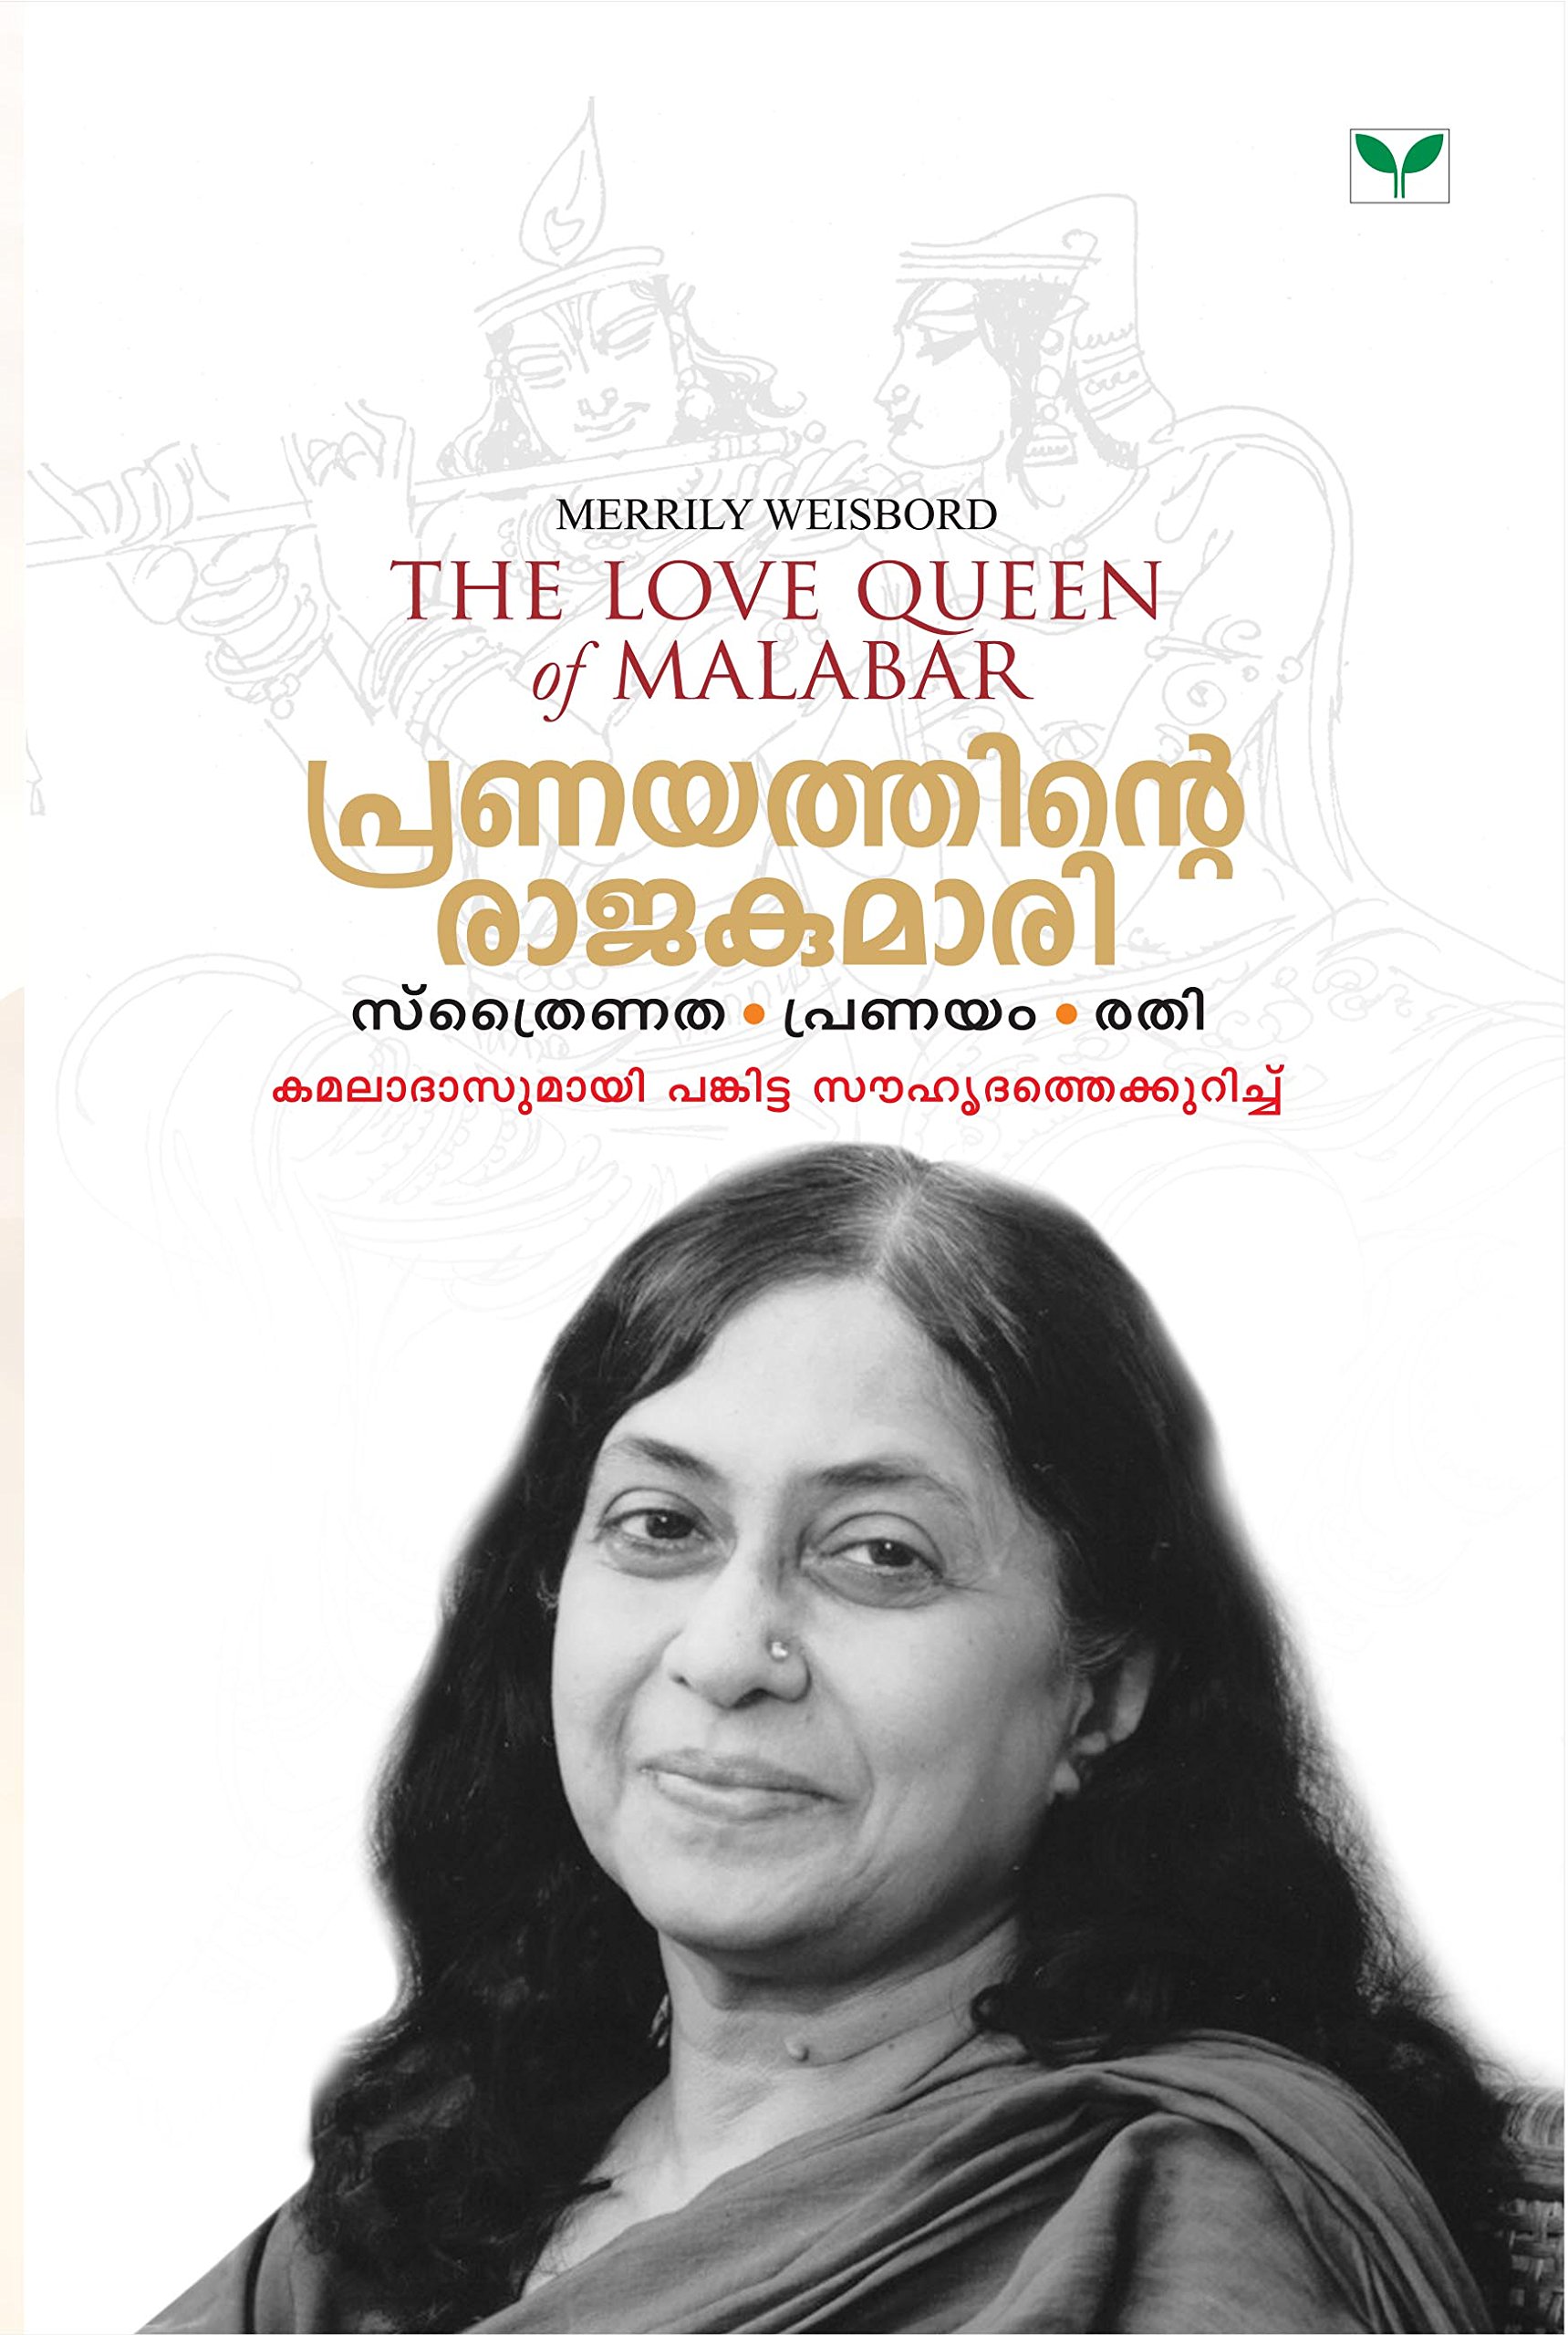 MERRILY WEISBORD
THE LOVE QUEEN
of MALABAR
പ്രണയത്തിന്റെ
രാജകുമാരി
സ്ത്രൈണത • പ്രണയം • രതി
കമലാദാസുമായി പങ്കിട്ട സൗഹൃദത്തെക്കുറിച്ച്